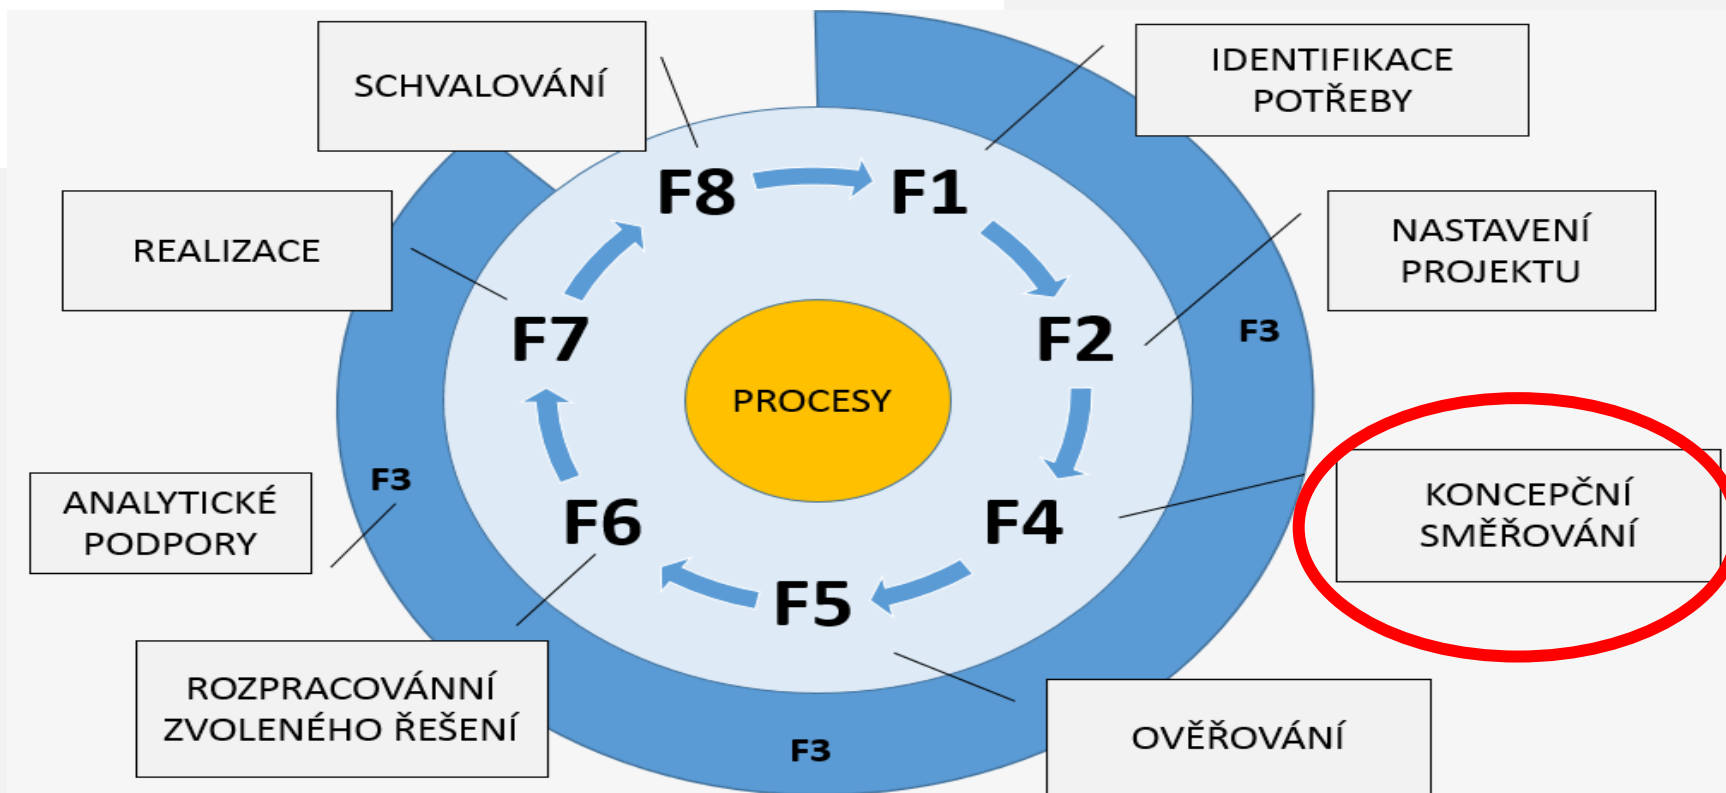 SCHVALOVÁNÍ
IDENTIFIKACE
POTŘEBY
F8
F1
REALIZACE
NASTAVENÍ
PROJEKTU
F7
F2
F3
PROCESY
F3
ANALYTICKÉ
PODPORY
F6
F4
KONCEPČNÍ
SMĚŘOVÁNÍ
F5
ROZPRACOVÁNNÍ
ZVOLENÉHO ŘEŠENÍ
F3
OVĚŘOVÁNÍ